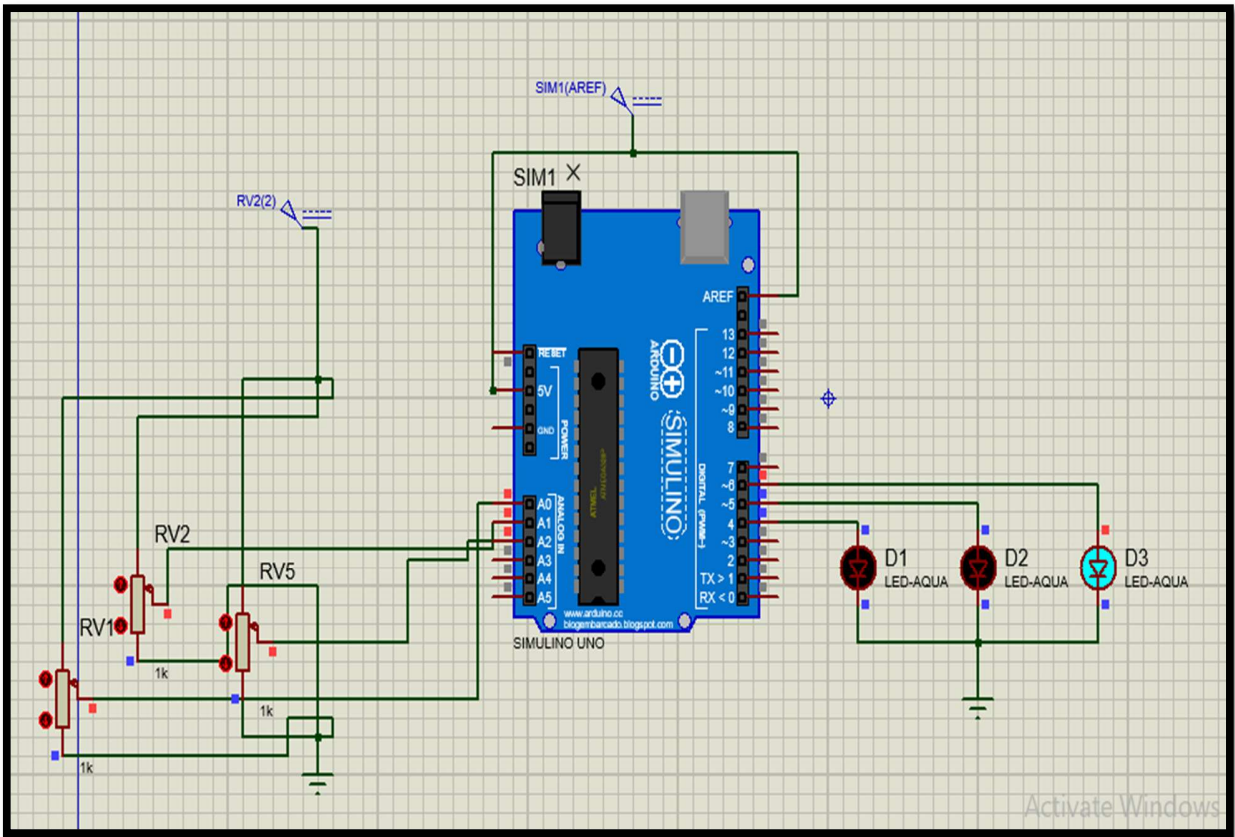 SIM1(AREF)
SIM1
RV2(2)
AREF
RESET
5V
GND
POWER
13
12
~11
~10
~9
8
ARDUINO
SIMULINO
DIGITAL (PWM~)
7
~6
~5
4
~3
2
TX > 1
RX < 0
A0
A1
A2
A3
A4
A5
ANALOG IN
ATMEL
www.arduino.cc
blogembarcado.blogspot.com
SIMULINO UNO
RV2
RV5
RV1
1k
1k
1k
D1
LED-AQUA
D2
LED-AQUA
D3
LED-AQUA
Activate Windows